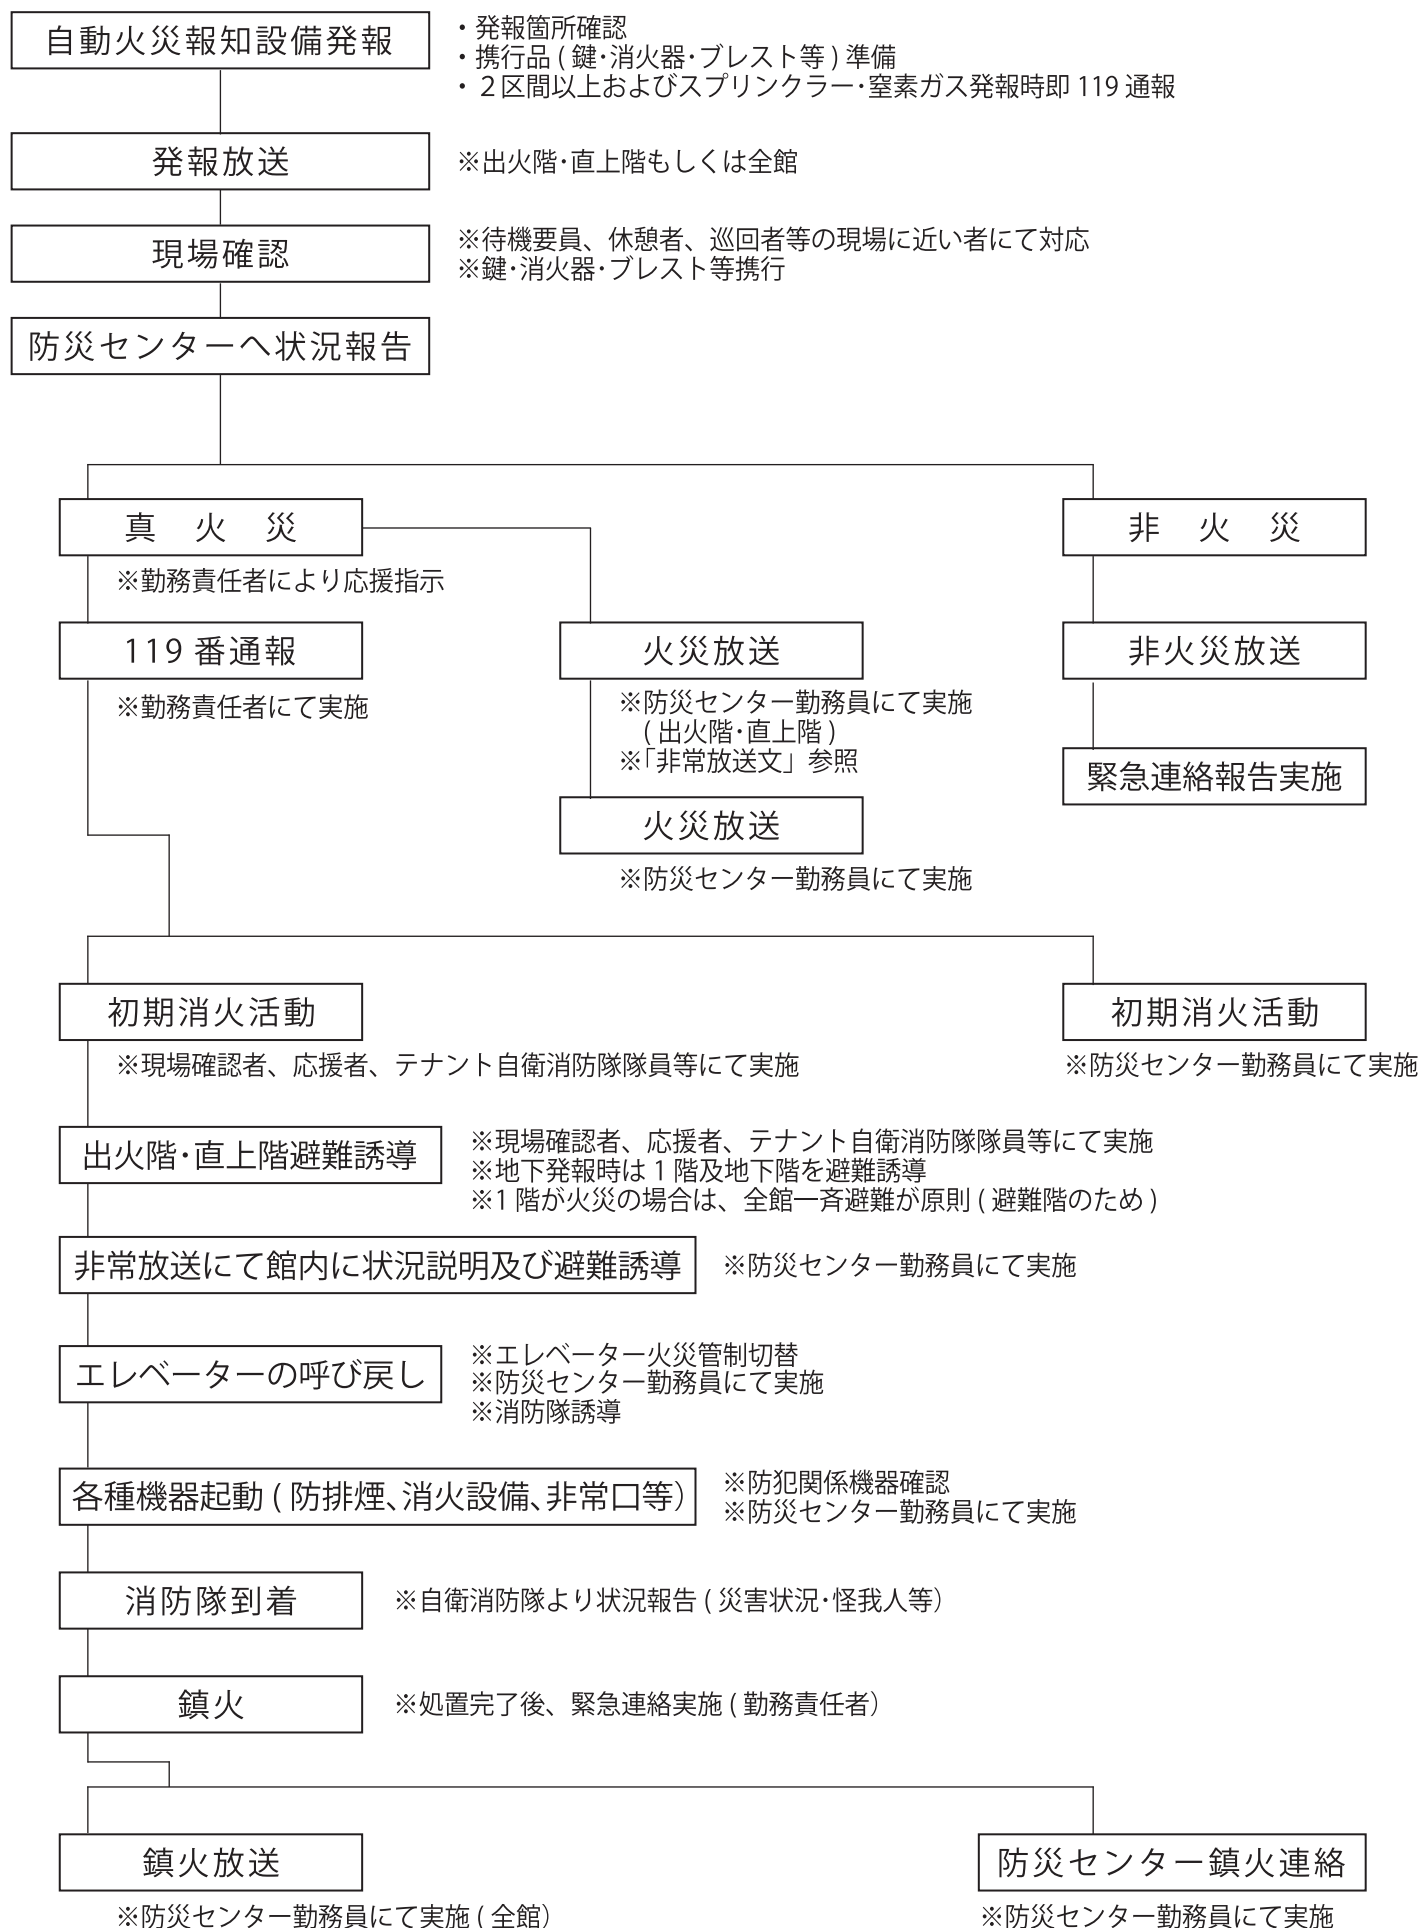 自動火災報知設備発報
・発報箇所確認
・携行品 ( 鍵・消火器・ブレスト等 ) 準備
・２区間以上およびスプリンクラー・窒素ガス発報時即 119 通報
発報放送
※出火階・直上階もしくは全館
現場確認
※待機要員、休憩者、巡回者等の現場に近い者にて対応
※鍵・消火器・ブレスト等携行
防災センターへ状況報告
真　火　災
非　火　災
※勤務責任者により応援指示
119 番通報
火災放送
非火災放送
※勤務責任者にて実施
※防災センター勤務員にて実施
( 出火階・直上階 )
※「非常放送文」参照
緊急連絡報告実施
火災放送
※防災センター勤務員にて実施
初期消火活動
初期消火活動
※現場確認者、応援者、テナント自衛消防隊隊員等にて実施
※防災センター勤務員にて実施
出火階・直上階避難誘導
※現場確認者、応援者、テナント自衛消防隊隊員等にて実施
※地下発報時は 1 階及地下階を避難誘導
※1 階が火災の場合は、全館一斉避難が原則 ( 避難階のため )
非常放送にて館内に状況説明及び避難誘導
※防災センター勤務員にて実施
エレベーターの呼び戻し
※エレベーター火災管制切替
※防災センター勤務員にて実施
※消防隊誘導
各種機器起動 ( 防排煙、消火設備、非常口等）
※防犯関係機器確認
※防災センター勤務員にて実施
消防隊到着
※自衛消防隊より状況報告 ( 災害状況・怪我人等）
鎮火
※処置完了後、緊急連絡実施 ( 勤務責任者）
鎮火放送
防災センター鎮火連絡
※防災センター勤務員にて実施 ( 全館）
※防災センター勤務員にて実施